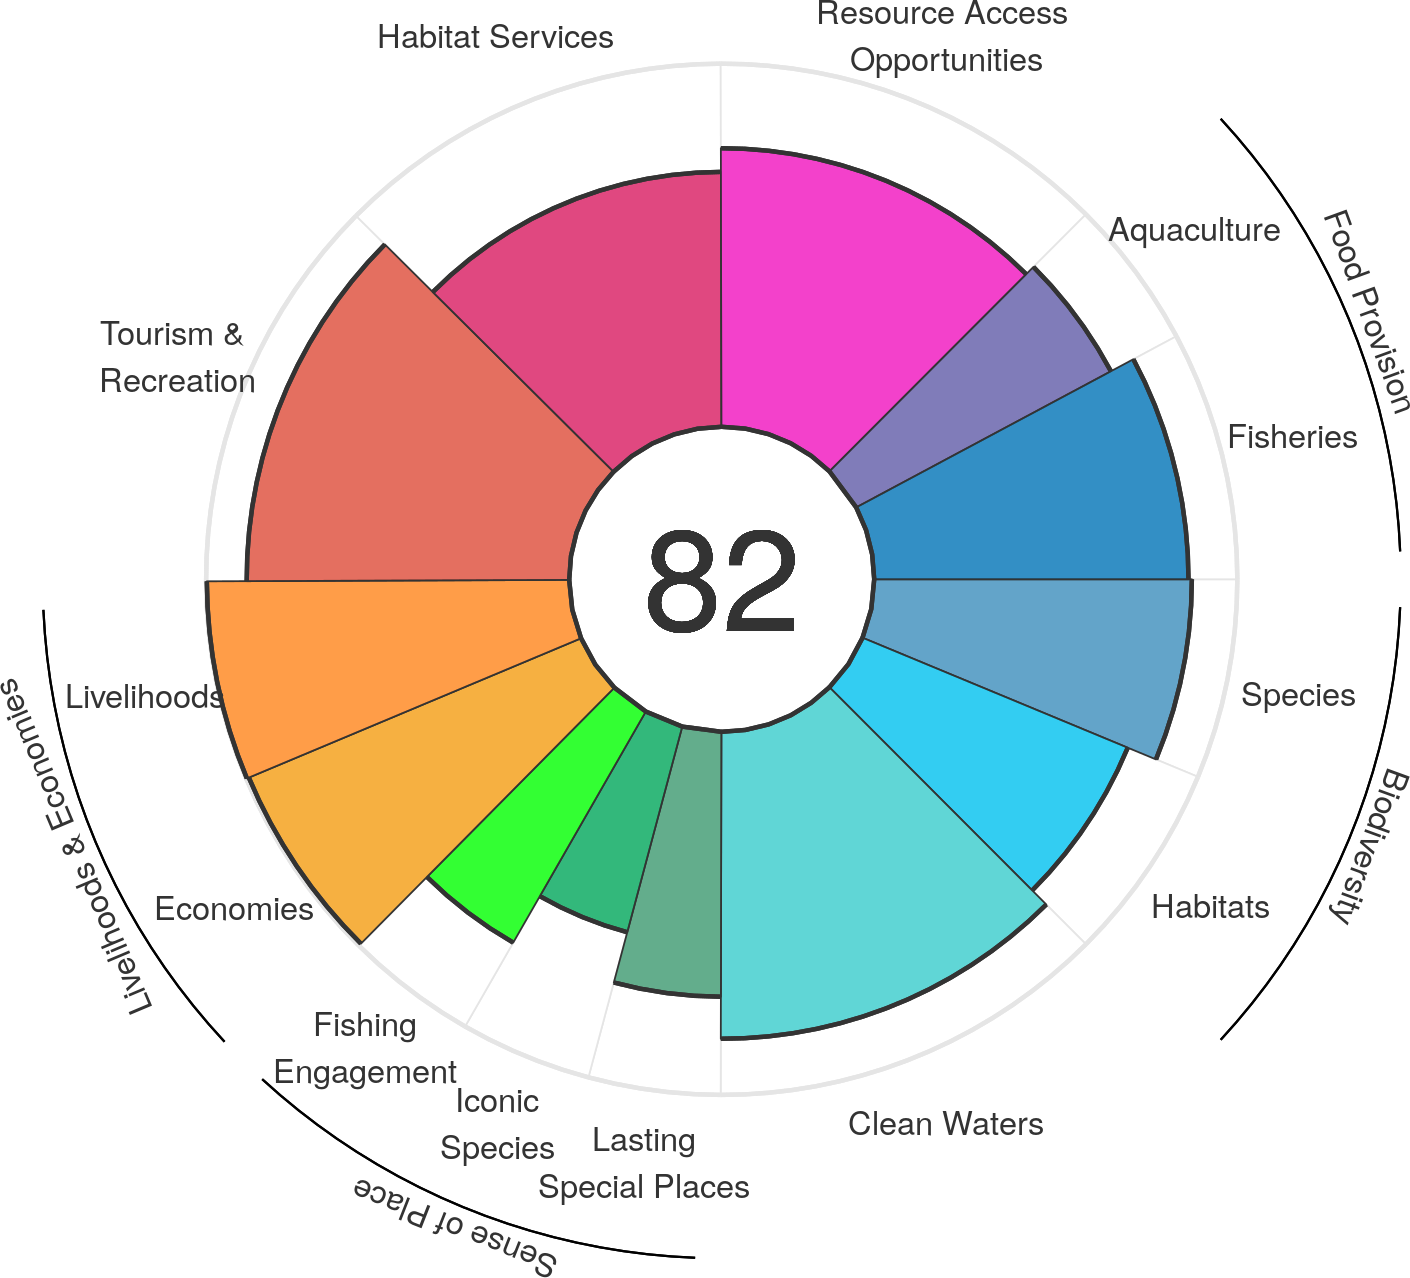 Resource Access
Opportunities
Habitat Services
Aquaculture
Food Provision
Tourism &
Recreation
Fisheries
82
Livelihoods
Species
Livelihoods & Economies
Biodiversity
Economies
Habitats
Fishing
Engagement
Iconic
Species
Lasting
Special Places
Clean Waters
Sense of Place